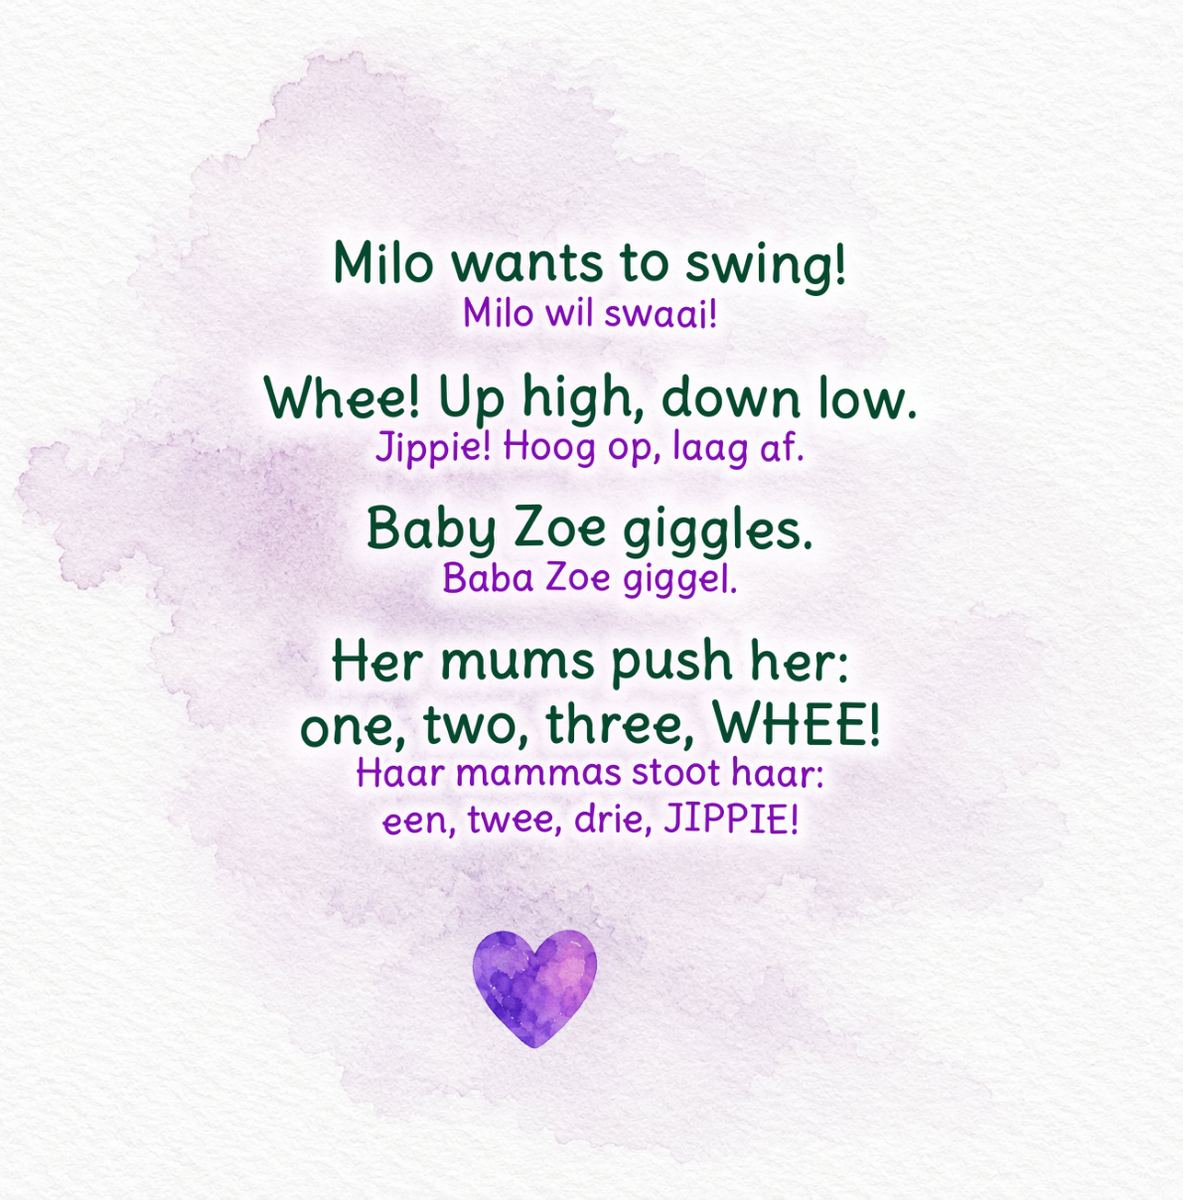 Milo wants to swing!
Milo wil swaai!
Whee! Up high, down low.
Jippie! Hoog op, laag af.
Baby Zoe giggles.
Baba Zoe giggel.
Her mums push her:
one, two, three, WHEE!
Haar mammas stoot haar:
een, twee, drie, JIPPIE!